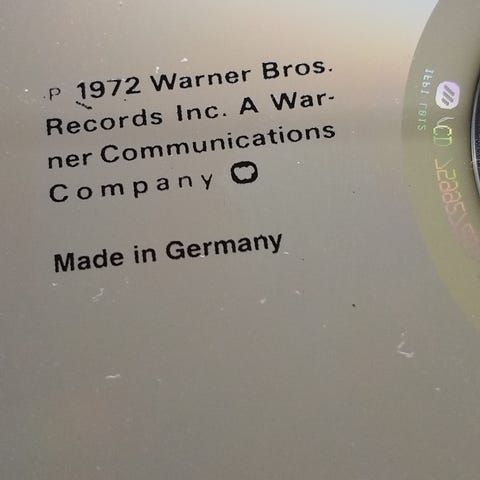 P 1972 Warner Bros.
Records Inc. A War-
ner Communications
Company
Made in Germany